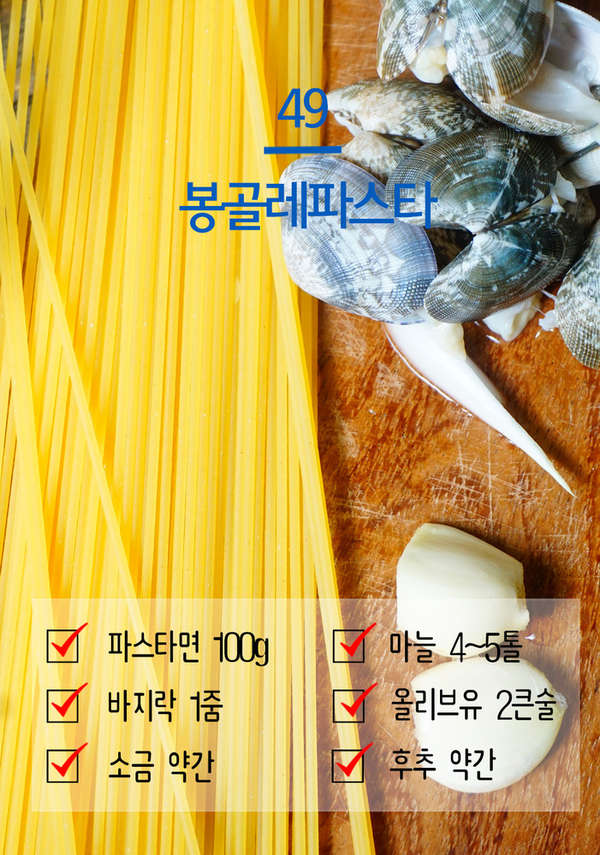 49
봉골레파스타
파스타면 100g
마늘 4~5톨
바지락 1줌
올리브유 2큰술
소금 약간
후추 약간